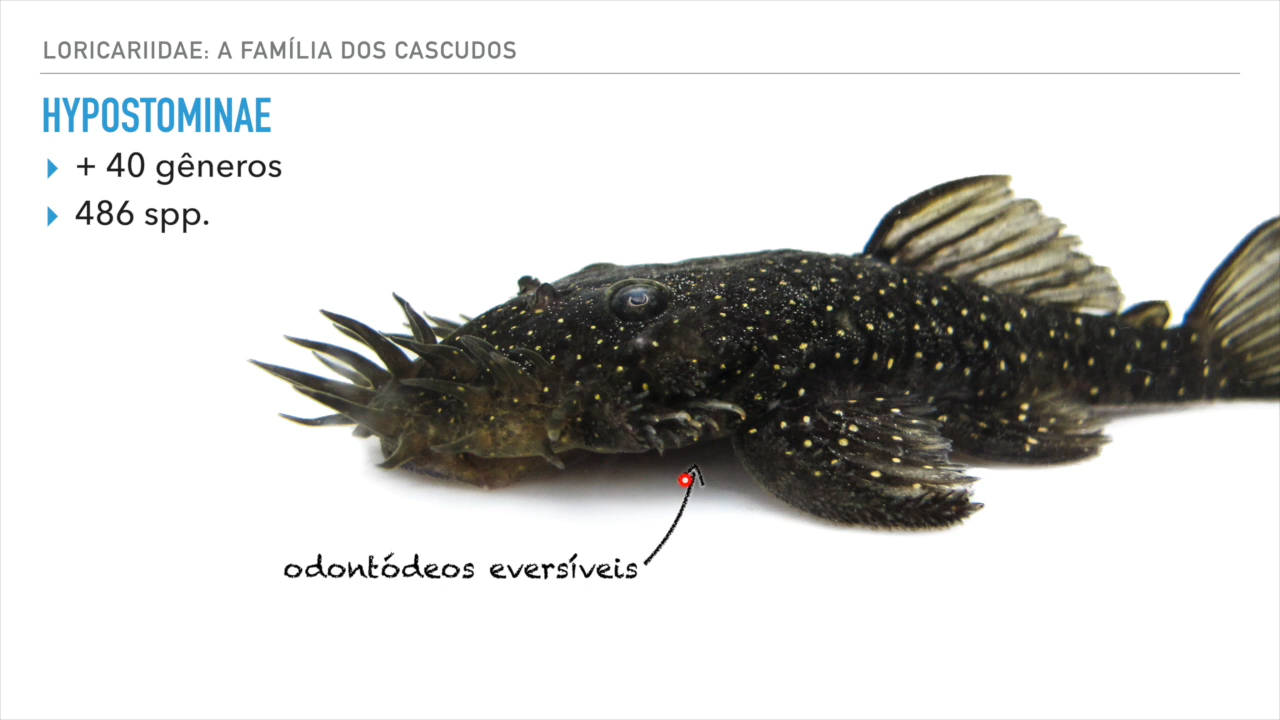 LORICARIIDAE: A FAMÍLIA DOS CASCUDOS
HYPOSTOMINAE
+ 40 gêneros
486 spp.
odontódeos eversíveis